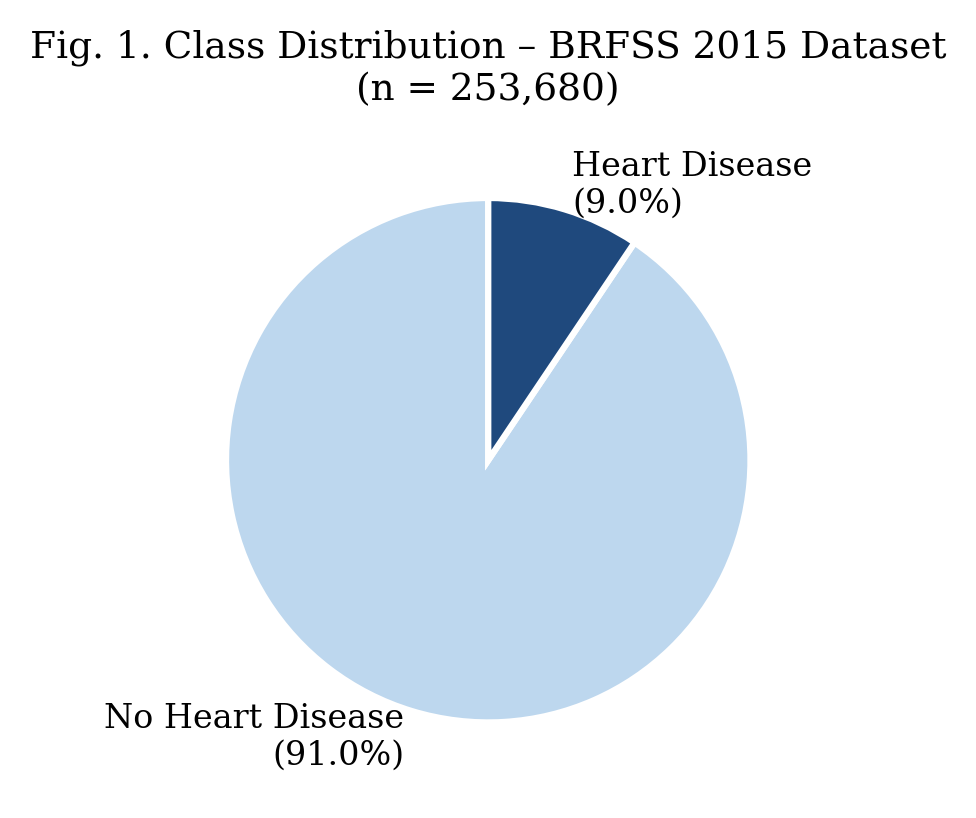 Fig. 1. Class Distribution – BRFSS 2015 Dataset
(n = 253,680)
Heart Disease
(9.0%)
No Heart Disease
(91.0%)